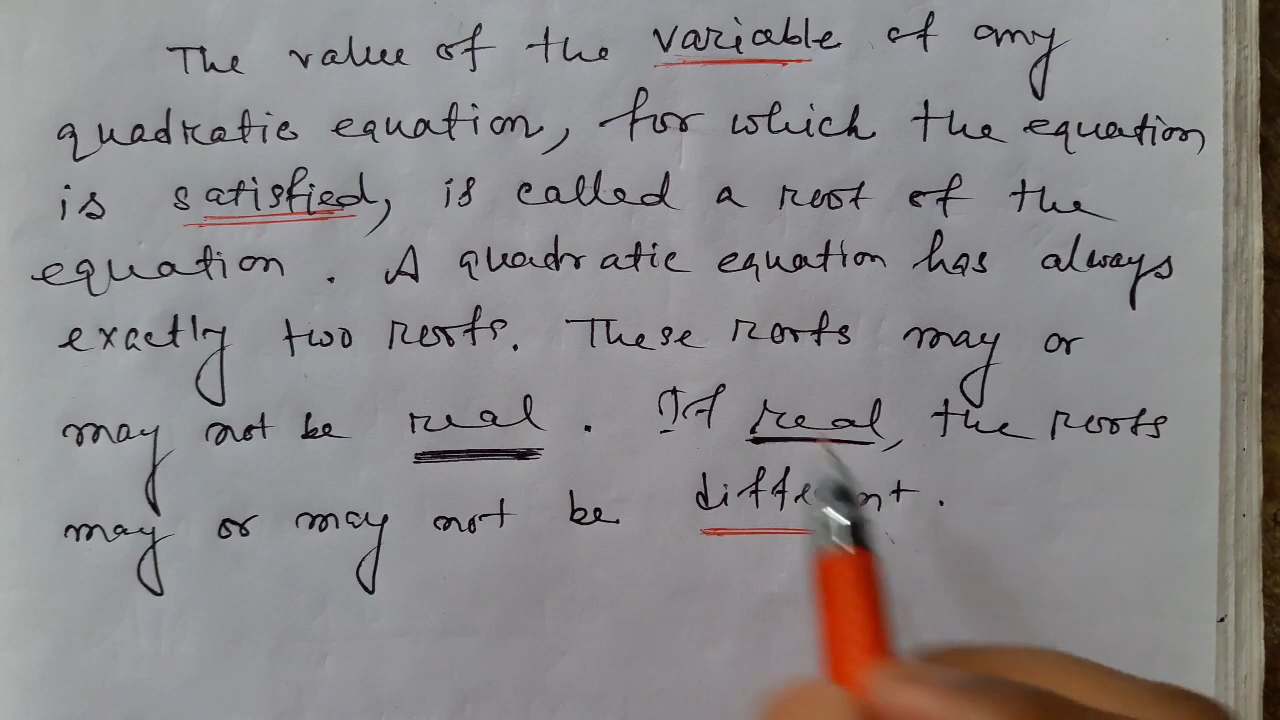 The value of the variable of any
quadratic equation, for which the equation
is satisfied, is called a root of the
equation. A quadratic equation has always
exactly two roots. These roots may or
may not be real. If real, the roots
may or may not be different.